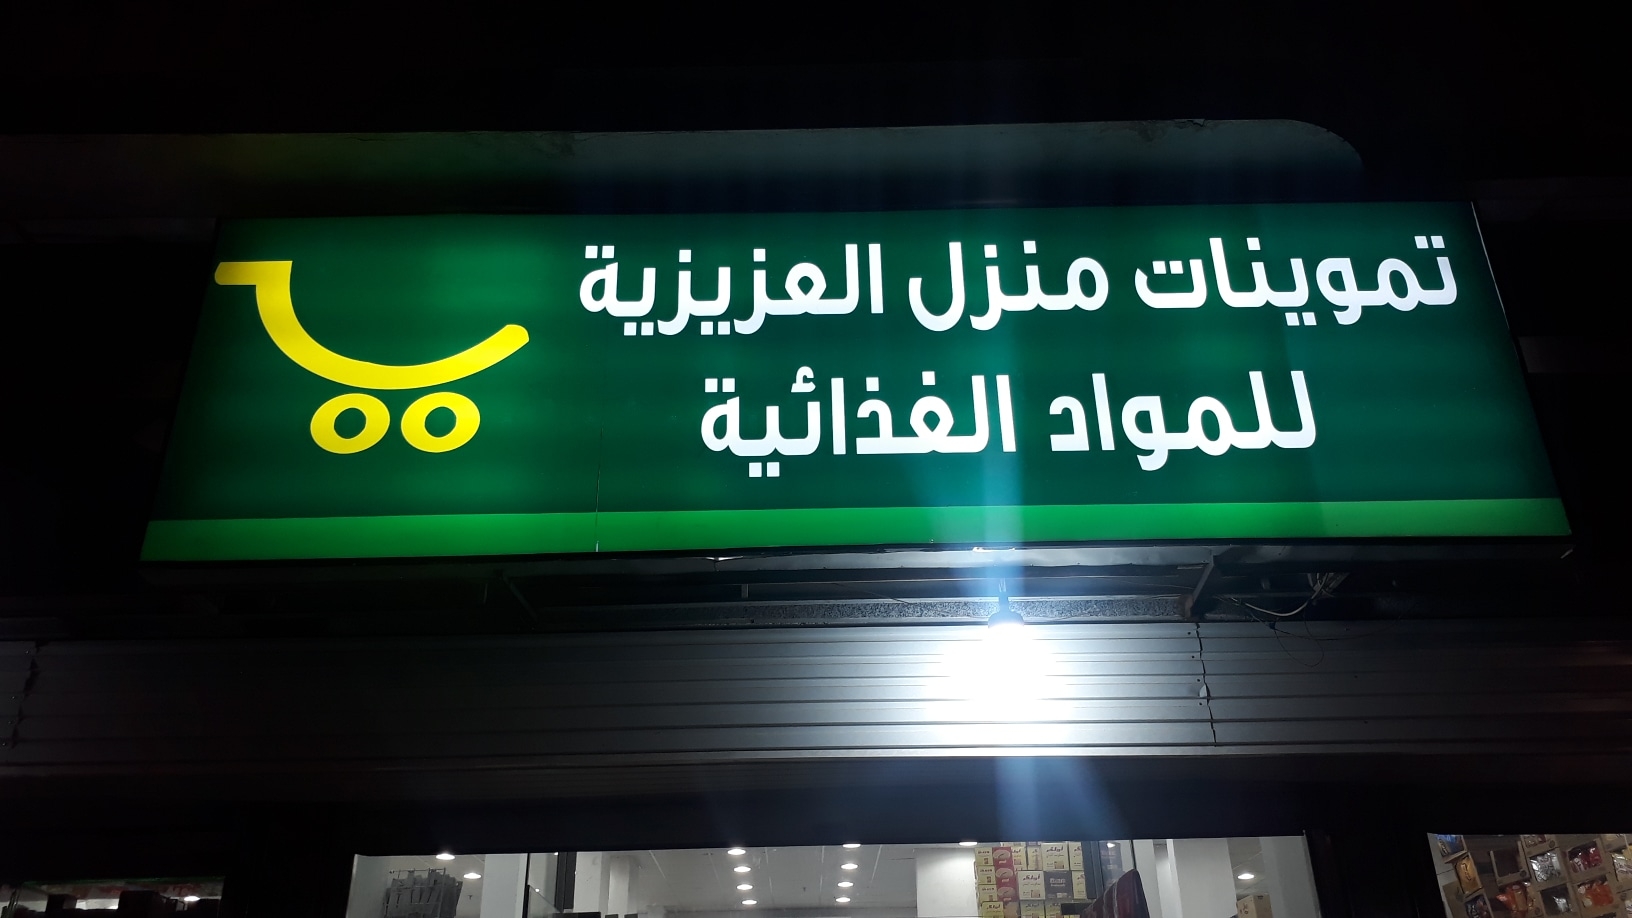 تموينات منزل العزيزية
للمواد الغذائية